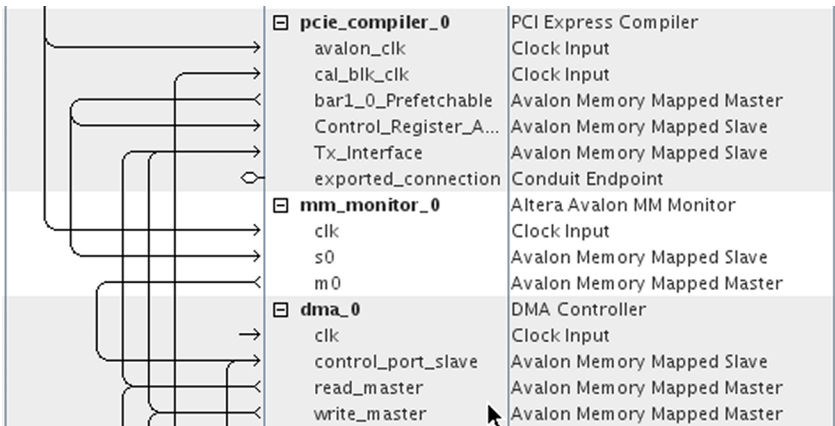 pcie_compiler_0 PCI Express Compiler
avalon_clk Clock Input
cal_blk_clk Clock Input
bar1_0_Prefetchable Avalon Memory Mapped Master
Control_Register_A... Avalon Memory Mapped Slave
Tx_Interface Avalon Memory Mapped Slave
exported_connection Conduit Endpoint
mm_monitor_0 Altera Avalon MM Monitor
clk Clock Input
s0 Avalon Memory Mapped Slave
m0 Avalon Memory Mapped Master
dma_0 DMA Controller
clk Clock Input
control_port_slave Avalon Memory Mapped Slave
read_master Avalon Memory Mapped Master
write_master Avalon Memory Mapped Master